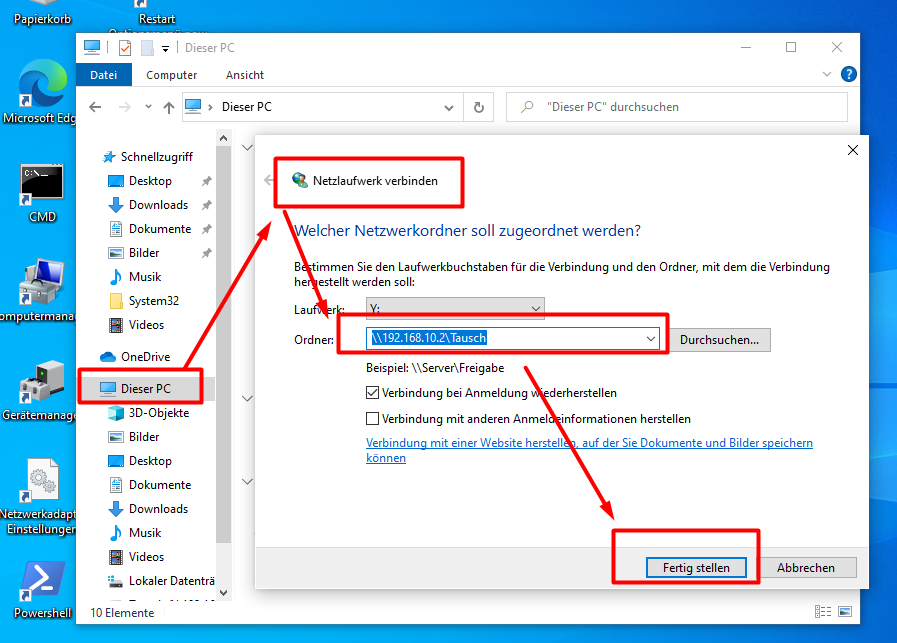 Papierkorb
Restart
Microsoft Edg
CMD
omputermana
Gerätemanage
Netzwerkadapt
Einstellungen
Powershell
Dieser PC
Datei
Computer
Ansicht
Dieser PC
"Dieser PC" durchsuchen
Schnellzugriff
Desktop
Downloads
Dokumente
Bilder
Musik
System32
Videos
OneDrive
Dieser PC
3D-Objekte
Bilder
Desktop
Dokumente
Downloads
Musik
Videos
Lokaler Datenträ
10 Elemente
Netzlaufwerk verbinden
Welcher Netzwerkordner soll zugeordnet werden?
Bestimmen Sie den Laufwerkbuchstaben für die Verbindung und den Ordner, mit dem die Verbindung
hergestellt werden soll:
Laufwerk: Y:
Ordner: \\192.168.10.2\Tausch Durchsuchen...
Beispiel: \\Server\Freigabe
Verbindung bei Anmeldung wiederherstellen
Verbindung mit anderen Anmeldeinformationen herstellen
Verbindung mit einer Website herstellen, auf der Sie Dokumente und Bilder speichern
können
Fertig stellen Abbrechen